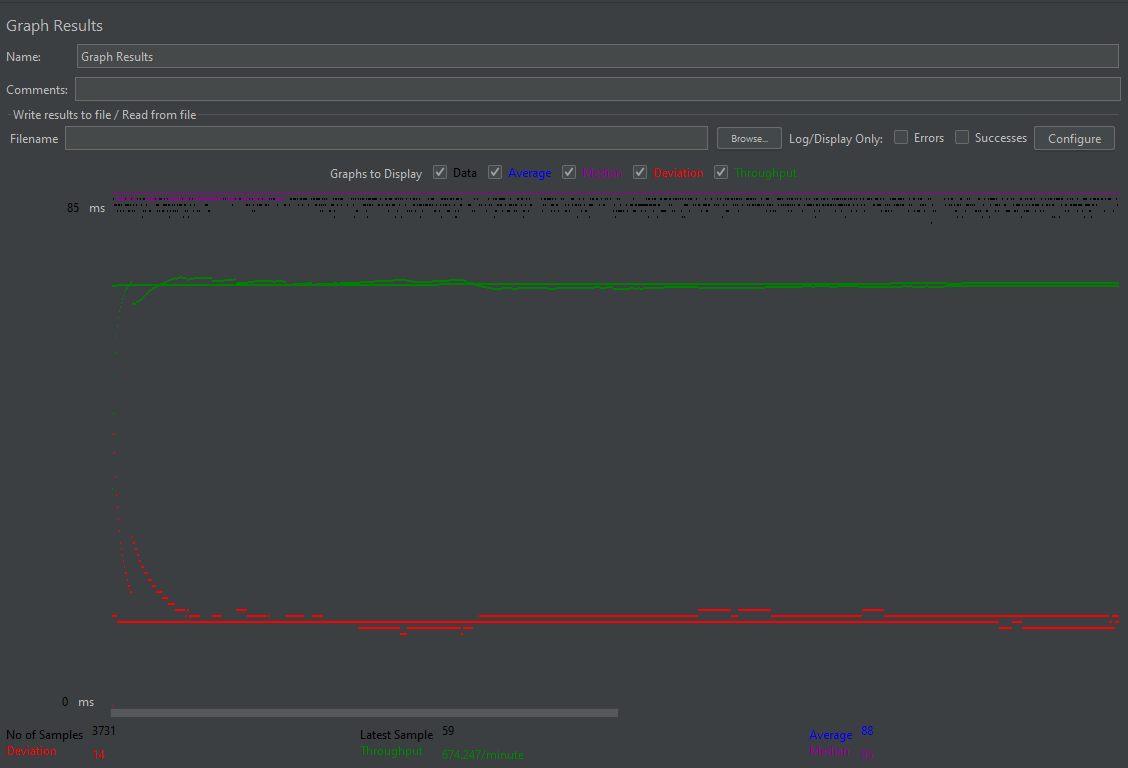 Graph Results
Name: Graph Results
Comments:
Write results to file / Read from file
Filename Browse... Log/Display Only: Errors Successes Configure
Graphs to Display Data Average Median Deviation Throughput
85 ms
0 ms
No of Samples 3731 Latest Sample 59 Average 88
Deviation 14 Throughput 674.247/minute Median